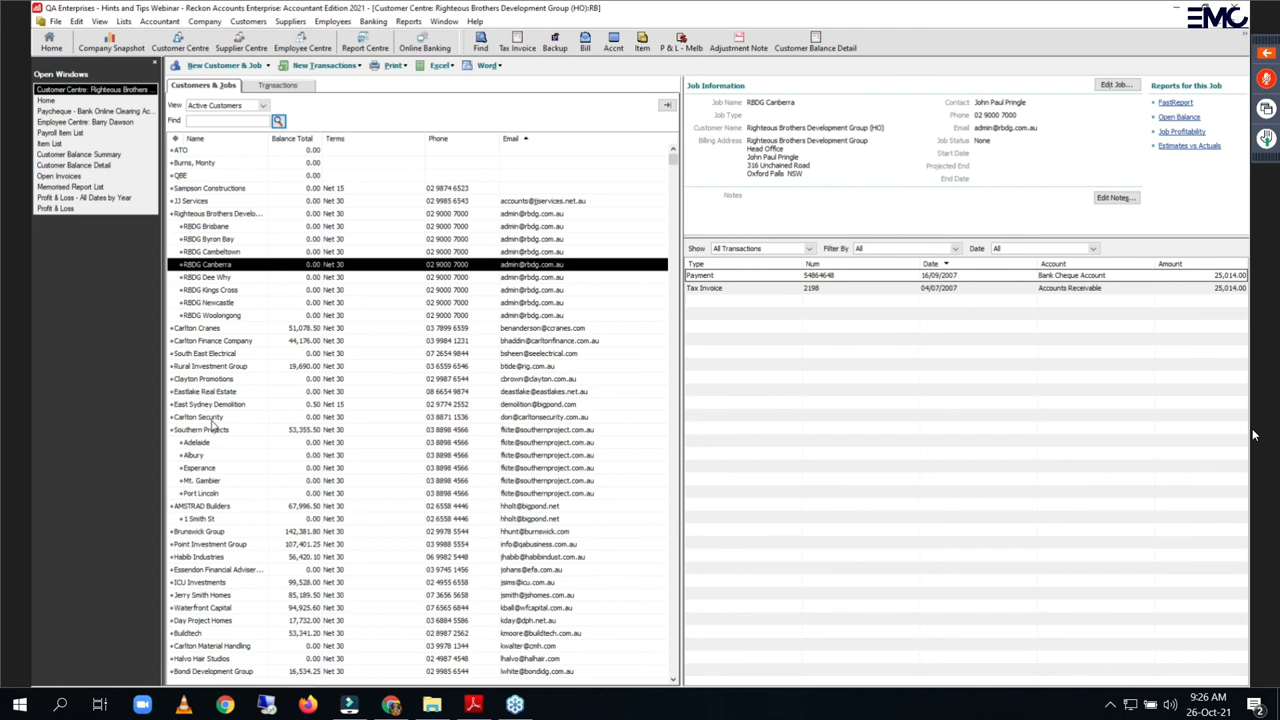 QA Enterprises - Hints and Tips Webinar - Reckon Accounts Enterprise: Accountant Edition 2021 - [Customer Centre: Righteous Brothers Development Group (HO):RB]
EMC
File Edit View Lists Accountant Company Customers Suppliers Employees Banking Reports Window Help
Home Company Snapshot Customer Centre Supplier Centre Employee Centre Report Centre Online Banking Find Tax Invoice Backup Bill Accnt Item P & L - Melb Adjustment Note Customer Balance Detail
New Customer & Job New Transactions Print Excel Word
Open Windows
Customer Centre: Righteous Brothers ...
Home
Paycheque - Bank Online Clearing Ac...
Employee Centre: Barry Dawson
Payroll Item List
Item List
Customer Balance Summary
Customer Balance Detail
Open Invoices
Memorised Report List
Profit & Loss - All Dates by Year
Profit & Loss
Customers & Jobs Transactions
View Active Customers
Find
Name Balance Total Terms Phone Email
ATO 0.00
Burns, Monty 0.00
QBE 0.00
Sampson Constructions 0.00 Net 15 02 9874 6523
JJ Services 0.00 Net 30 02 9985 6543 accounts@jjservices.net.au
Righteous Brothers Develo... 0.00 Net 30 02 9000 7000 admin@rbdg.com.au
RBDG Brisbane 0.00 Net 30 02 9000 7000 admin@rbdg.com.au
RBDG Byron Bay 0.00 Net 30 02 9000 7000 admin@rbdg.com.au
RBDG Cambeltown 0.00 Net 30 02 9000 7000 admin@rbdg.com.au
RBDG Canberra 0.00 Net 30 02 9000 7000 admin@rbdg.com.au
RBDG Dee Why 0.00 Net 30 02 9000 7000 admin@rbdg.com.au
RBDG Kings Cross 0.00 Net 30 02 9000 7000 admin@rbdg.com.au
RBDG Newcastle 0.00 Net 30 02 9000 7000 admin@rbdg.com.au
RBDG Woolongong 0.00 Net 30 02 9000 7000 admin@rbdg.com.au
Carlton Cranes 51,078.50 Net 30 03 7899 6559 benanderson@ccranes.com
Carlton Finance Company 44,176.00 Net 30 03 9984 1231 bhaddin@carltonfinance.com.au
South East Electrical 0.00 Net 30 07 2654 9844 bsheen@seelectrical.com
Rural Investment Group 19,690.00 Net 30 03 6559 6546 btide@rig.com.au
Clayton Promotions 0.00 Net 30 02 9987 6544 cbrown@clayton.com.au
Eastlake Real Estate 0.00 Net 30 08 6654 9874 deastlake@eastlakes.net.au
East Sydney Demolition 0.50 Net 15 02 9774 2552 demolition@bigpond.com
Carlton Security 0.00 Net 30 03 8871 1536 don@carltonsecurity.com.au
Southern Projects 53,355.50 Net 30 03 8898 4566 fkite@southernproject.com.au
Adelaide 0.00 Net 30 03 8898 4566 fkite@southernproject.com.au
Albury 0.00 Net 30 03 8898 4566 fkite@southernproject.com.au
Esperance 0.00 Net 30 03 8898 4566 fkite@southernproject.com.au
Mt. Gambier 0.00 Net 30 03 8898 4566 fkite@southernproject.com.au
Port Lincoln 0.00 Net 30 03 8898 4566 fkite@southernproject.com.au
AMSTRAD Builders 67,996.50 Net 30 02 6558 4446 hholt@bigpond.net
1 Smith St 0.00 Net 30 02 6558 4446 hholt@bigpond.net
Brunswick Group 142,381.80 Net 30 02 9978 5544 hhunt@burnswick.com
Point Investment Group 107,401.25 Net 30 03 9988 5554 info@qabusiness.com.au
Habib Industries 56,420.10 Net 30 06 9982 5448 jhabib@habibindust.com.au
Essendon Financial Adviser... 0.00 Net 30 03 9745 1456 johans@efa.com.au
ICU Investments 99,528.00 Net 30 02 4955 6558 jsims@icu.com.au
Jerry Smith Homes 85,189.50 Net 30 07 3656 5658 jsmith@jshomes.com.au
Waterfront Capital 94,925.60 Net 30 07 6565 6844 kball@wfcapital.com.au
Day Project Homes 17,732.00 Net 30 03 6884 5586 kday@dph.net.au
Buildtech 53,341.20 Net 30 02 8987 2562 kmoore@buildtech.com.au
Carlton Material Handling 0.00 Net 30 03 9978 1344 kwalter@cmh.com
Halvo Hair Studios 0.00 Net 30 02 4987 4548 lhalvo@halhair.com
Bondi Development Group 16,534.25 Net 30 02 9985 6544 lwhite@bondidg.com.au
Job Information Edit Job... Reports for this Job
Job Name RBDG Canberra Contact John Paul Pringle FastReport
Job Type Phone 02 9000 7000 Open Balance
Customer Name Righteous Brothers Development Group (HO) Email admin@rbdg.com.au Job Profitability
Billing Address Righteous Brothers Development Group Job Status None Estimates vs Actuals
Head Office Start Date
John Paul Pringle Projected End
316 Unchained Road End Date
Oxford Falls NSW
Notes Edit Notes...
Show All Transactions Filter By All Date All
Type Num Date Account Amount
Payment 54864648 16/09/2007 Bank Cheque Account 25,014.00
Tax Invoice 2198 04/07/2007 Accounts Receivable 25,014.00
9:26 AM
26-Oct-21
2